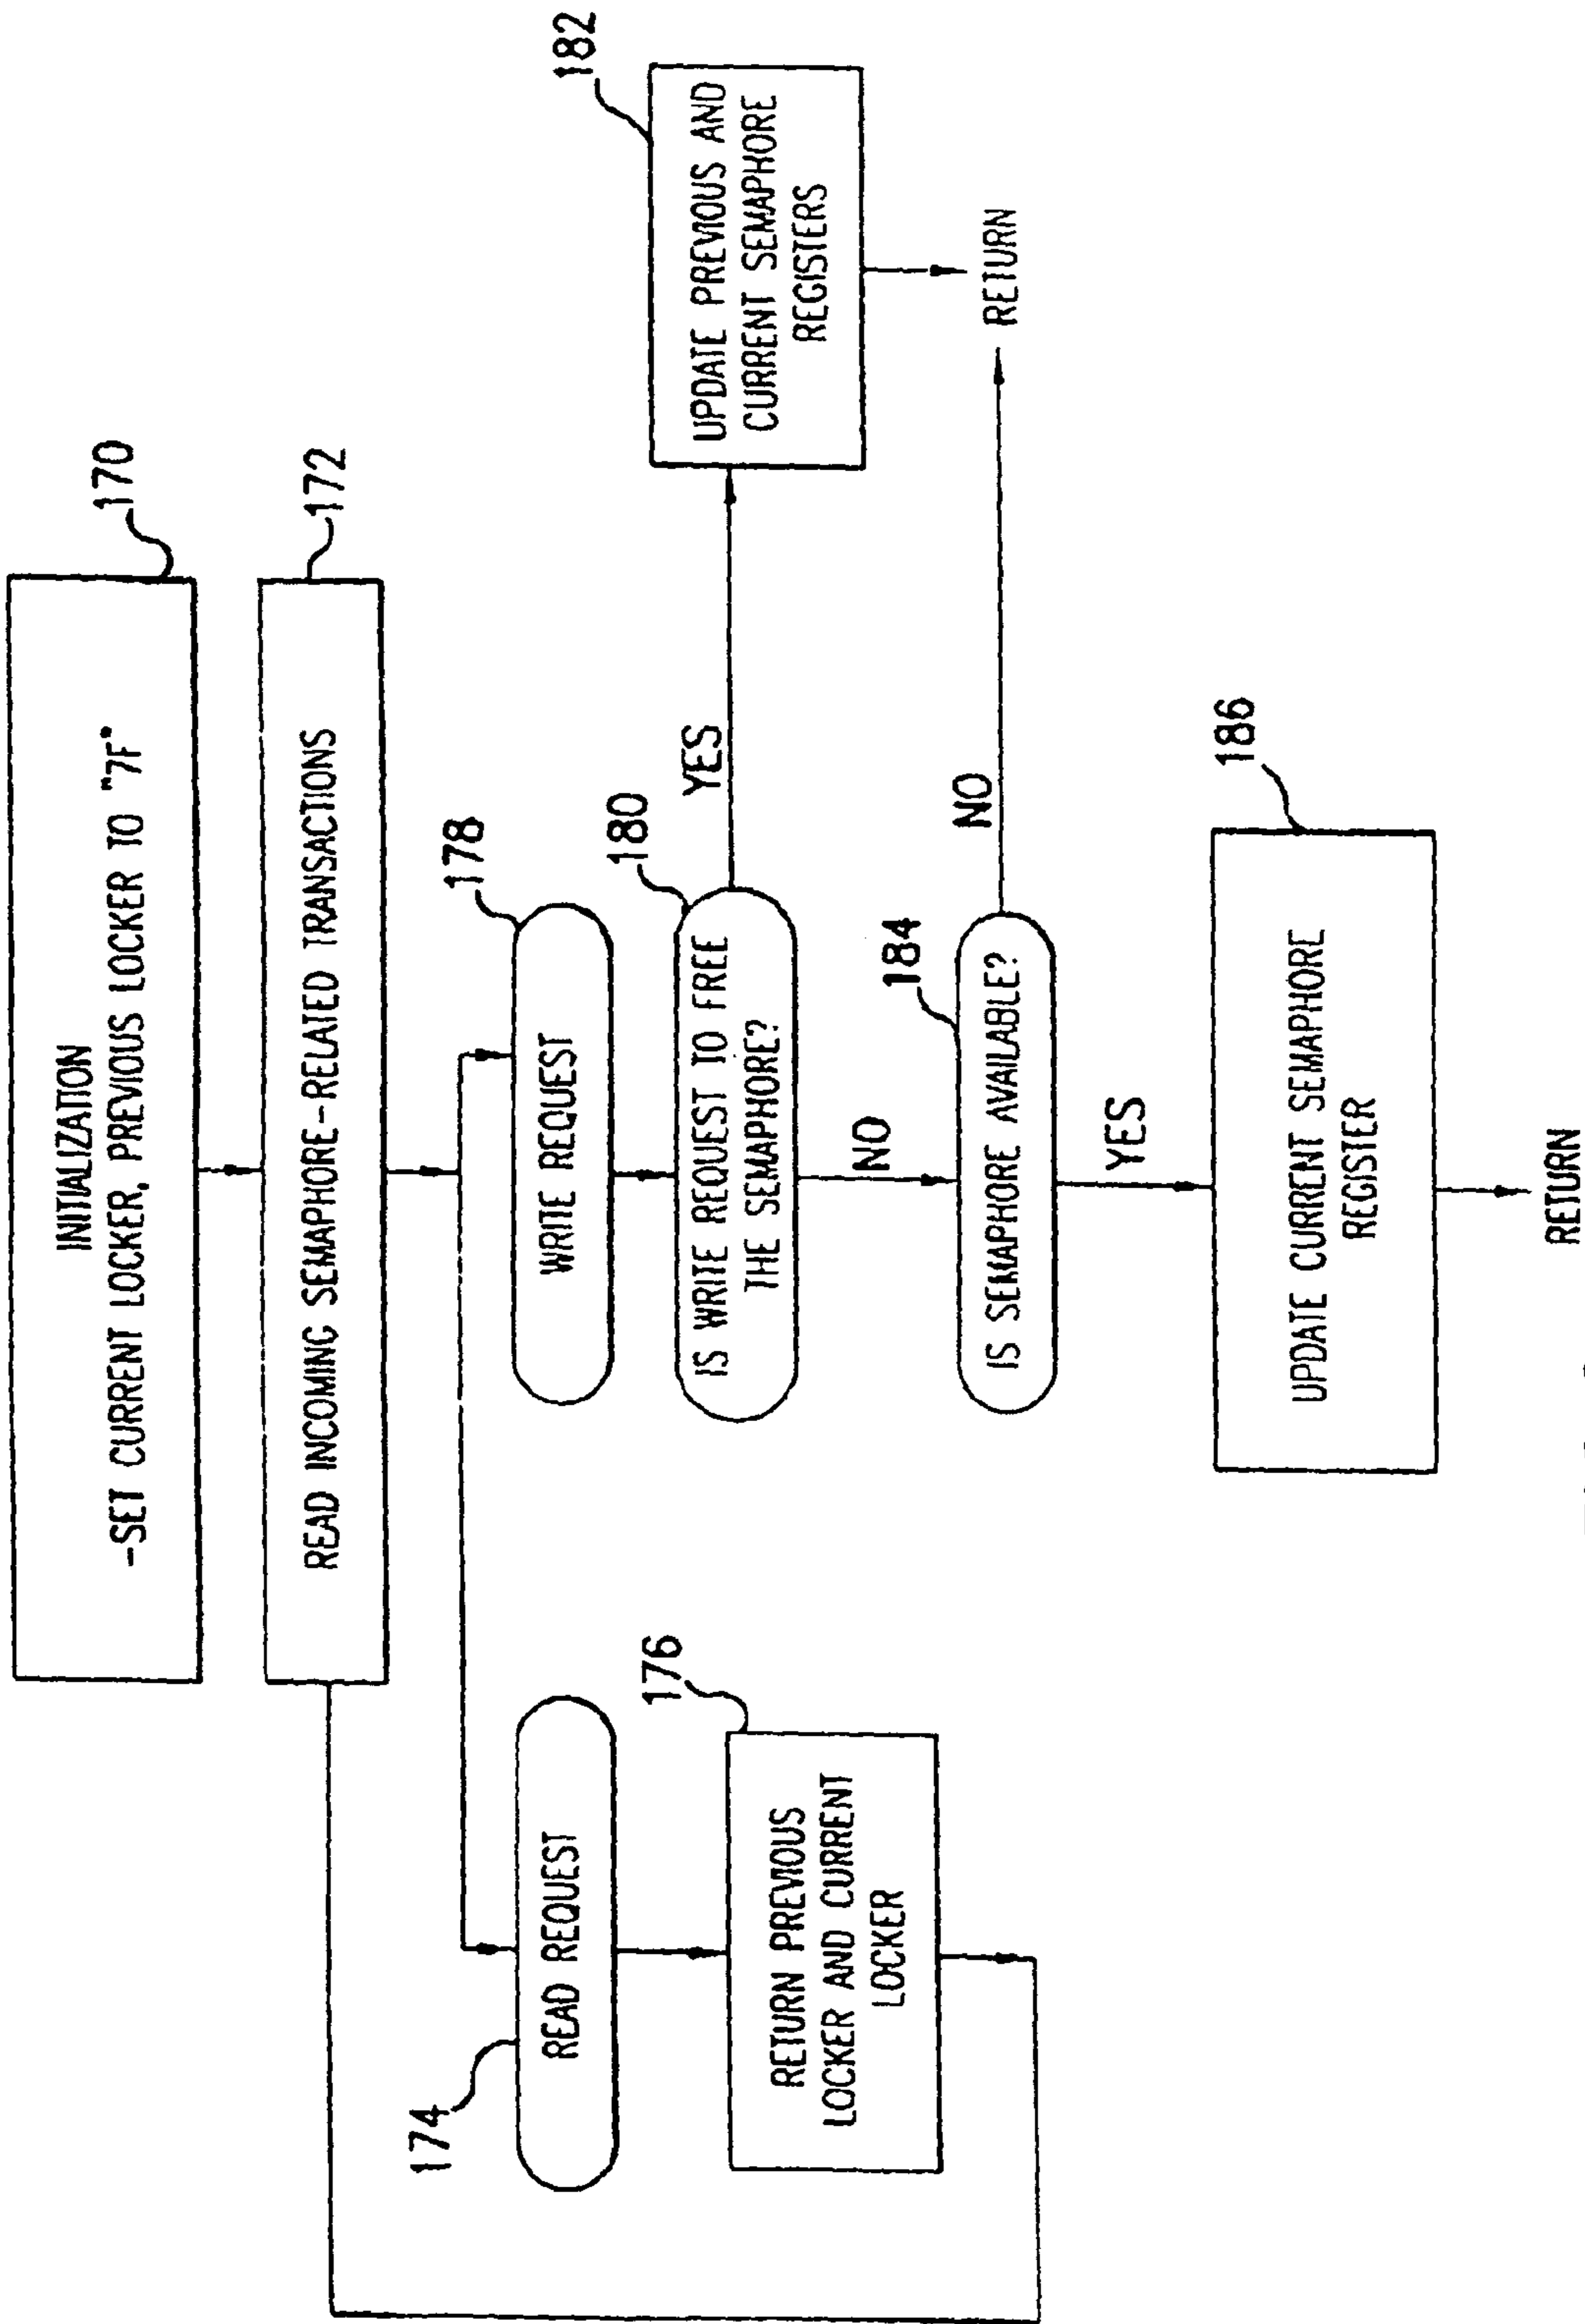 INITIALIZATION
-SET CURRENT LOCKER, PREVIOUS LOCKER TO "7F"
170
READ INCOMING SEMAPHORE-RELATED TRANSACTIONS
172
174
READ REQUEST
176
RETURN PREVIOUS
LOCKER AND CURRENT
LOCKER
178
WRITE REQUEST
180
IS WRITE REQUEST TO FREE
THE SEMAPHORE?
YES
182
UPDATE PREVIOUS AND
CURRENT SEMAPHORE
REGISTERS
RETURN
NO
184
IS SEMAPHORE AVAILABLE?
NO
YES
186
UPDATE CURRENT SEMAPHORE
REGISTER
RETURN